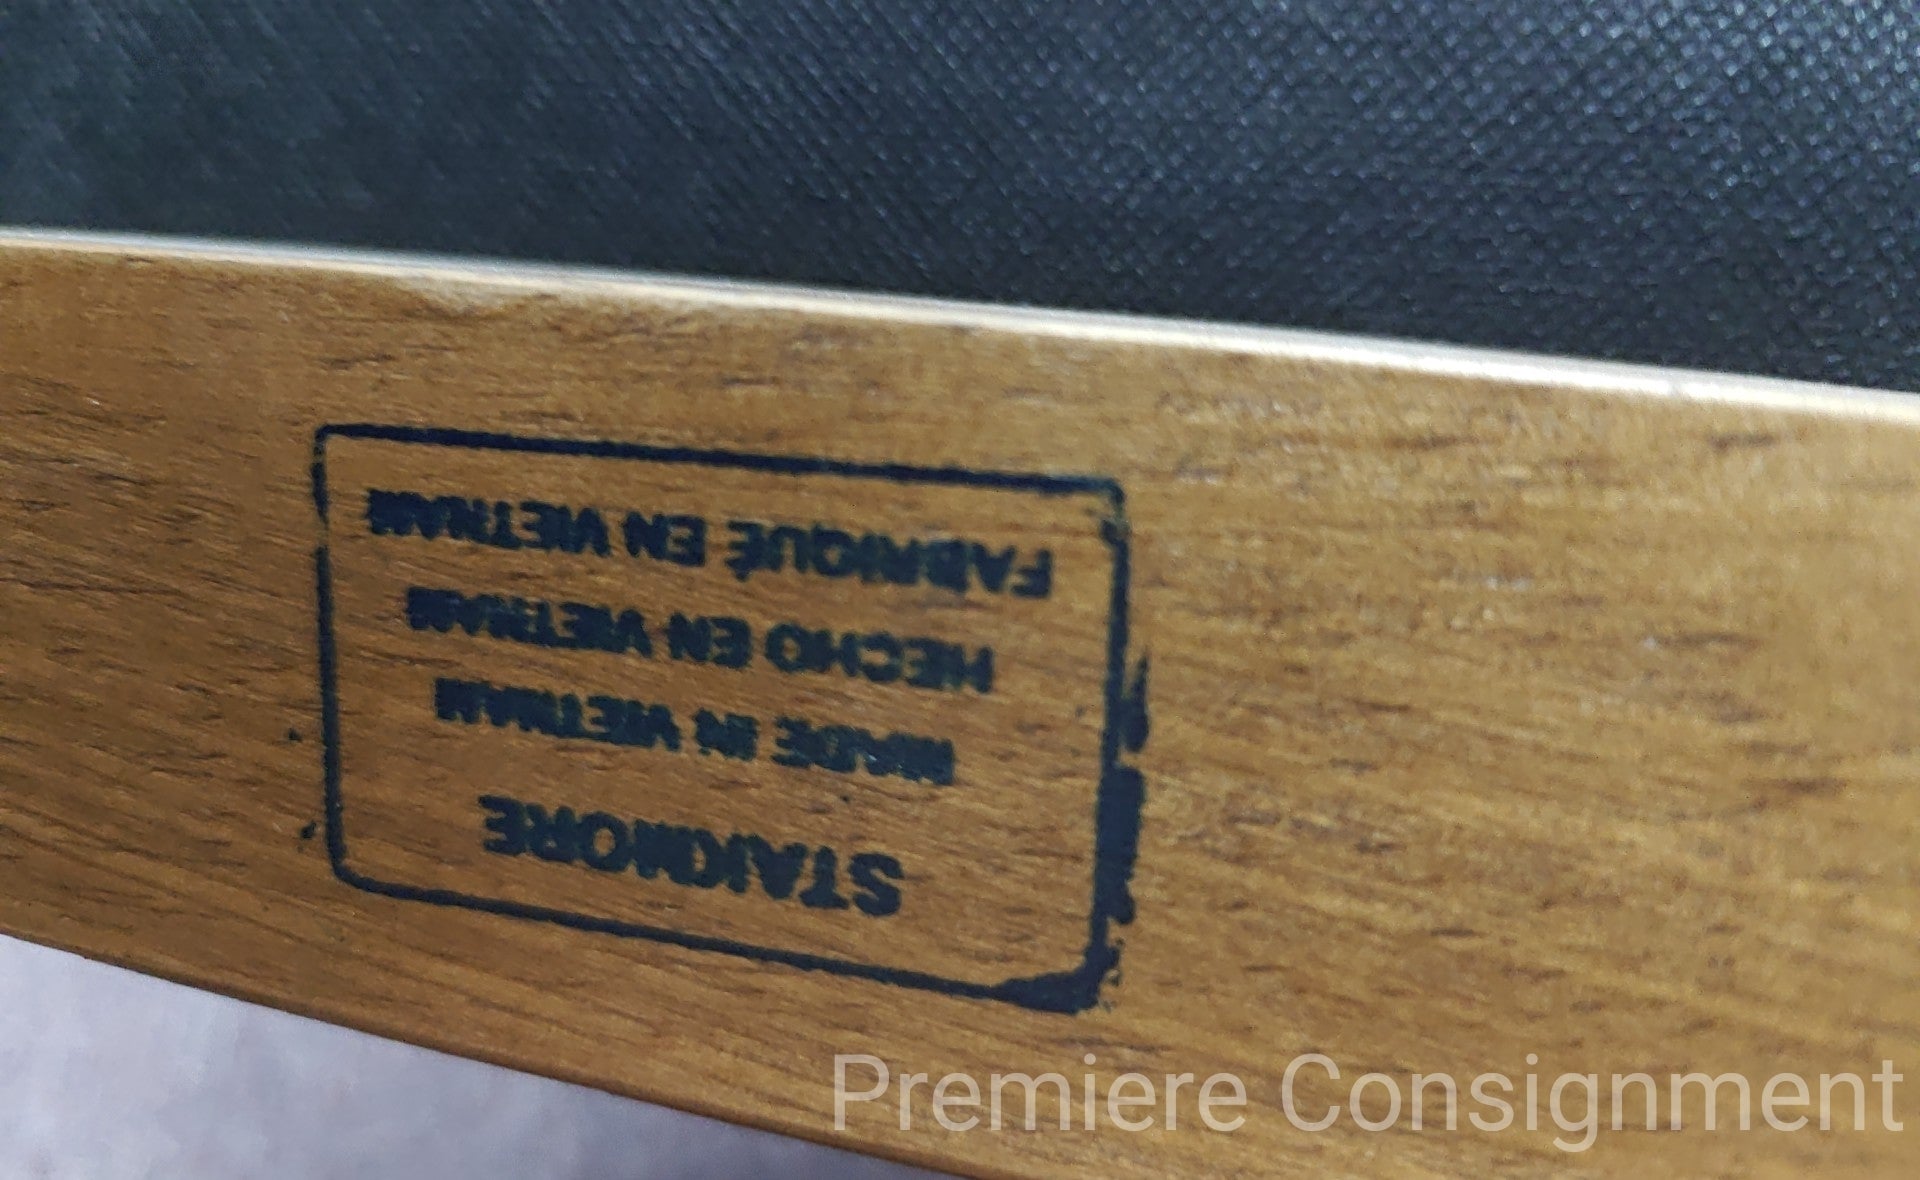 STAKMORE
MADE IN VIETNAM
HECHO EN VIETNAM
FABRIQUÉ EN VIETNAM
Premiere Consignment